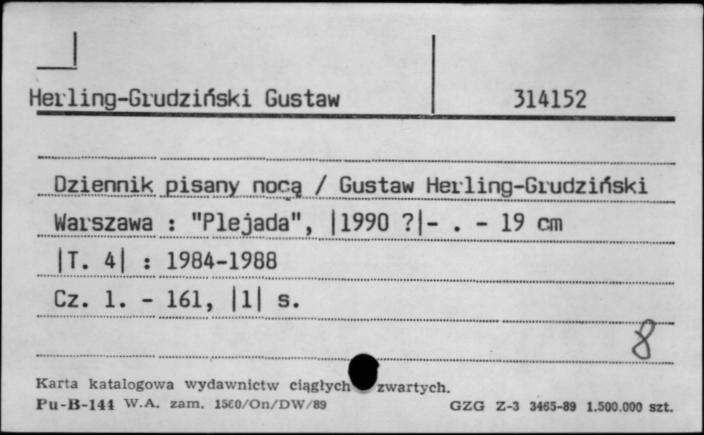 Herling-Grudziński Gustaw 314152
Dziennik pisany nocą / Gustaw Herling-Grudziński
Warszawa : "Plejada", |1990 ?|- . - 19 cm
|T. 4| : 1984-1988
Cz. 1. - 161, |1| s.
8
Karta katalogowa wydawnictw ciągłych zwartych.
Pu-B-144 W.A. zam. 1560/On/DW/89 GZG Z-3 3465-89 1.500.000 szt.